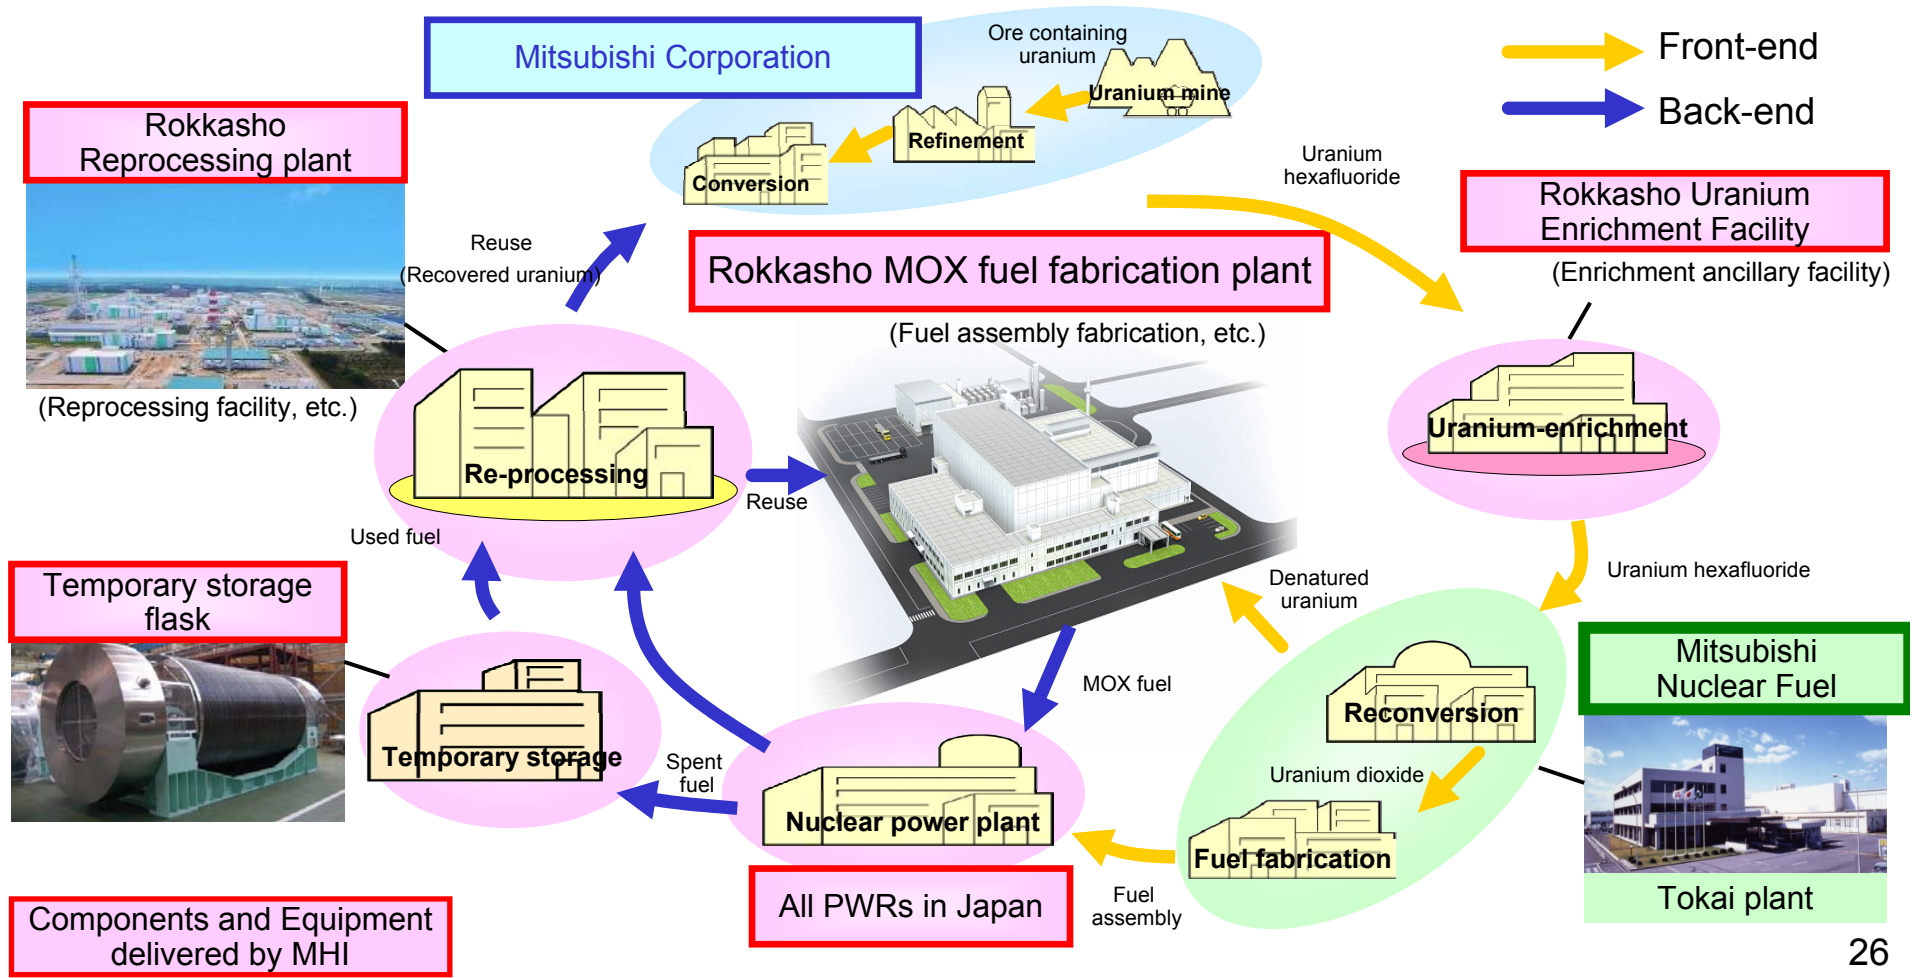 Mitsubishi Corporation
Ore containing
uranium
Uranium mine
Refinement
Conversion
Front-end
Back-end
Rokkasho
Reprocessing plant
(Reprocessing facility, etc.)
Reuse
(Recovered uranium)
Uranium
hexafluoride
Rokkasho Uranium
Enrichment Facility
(Enrichment ancillary facility)
Rokkasho MOX fuel fabrication plant
(Fuel assembly fabrication, etc.)
Uranium-enrichment
Re-processing
Reuse
Used fuel
Temporary storage
flask
Temporary storage
Spent
fuel
Denatured
uranium
Uranium hexafluoride
MOX fuel
Mitsubishi
Nuclear Fuel
Reconversion
Uranium dioxide
Fuel fabrication
Nuclear power plant
All PWRs in Japan
Fuel
assembly
Tokai plant
Components and Equipment
delivered by MHI
26